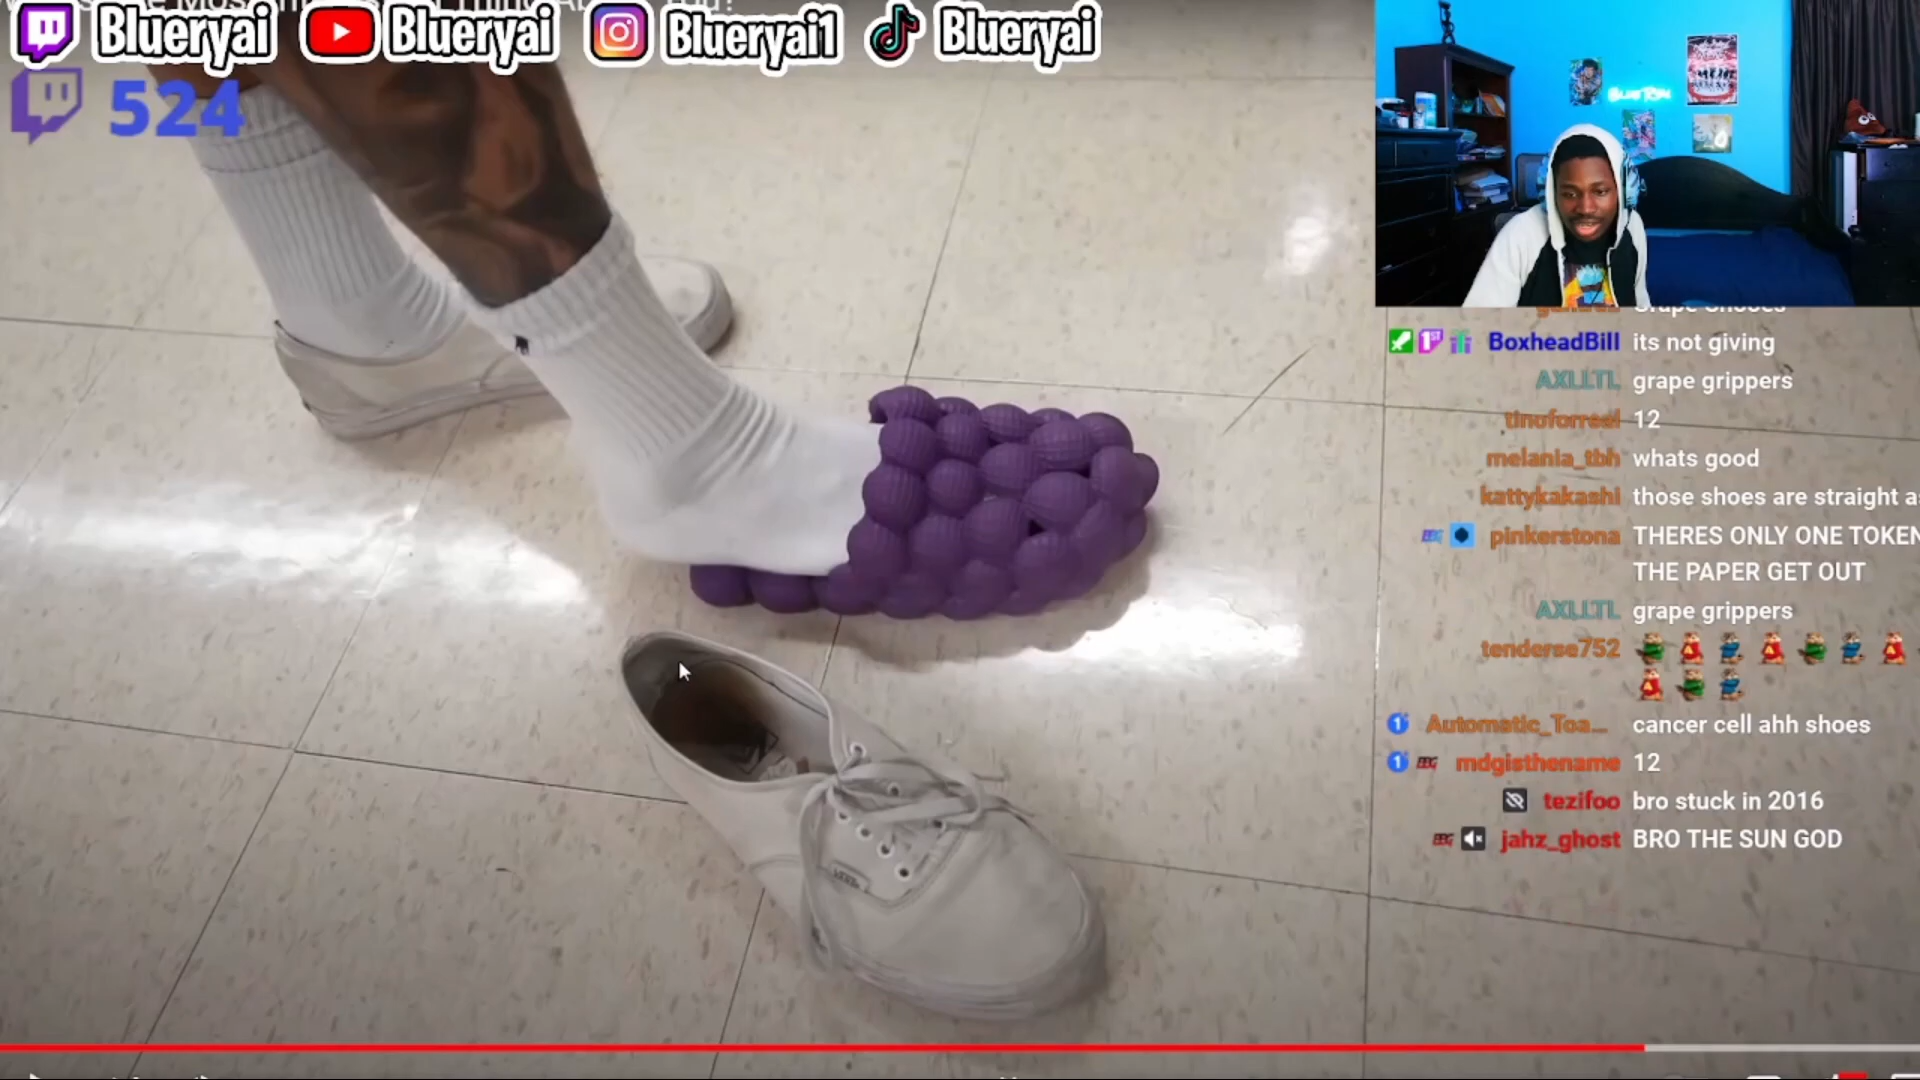 Blueryai Blueryai Blueryai1 Blueryai
524
BoxheadBill its not giving
AXLLTL grape grippers
tinoforreal 12
melania_tbh whats good
kattykakashi those shoes are straight
pinkerstona THERES ONLY ONE TOKEN
THE PAPER GET OUT
AXLLTL grape grippers
tenderse752
Automatic_Toa... cancer cell ahh shoes
mdgisthename 12
tezifoo bro stuck in 2016
jahz_ghost BRO THE SUN GOD